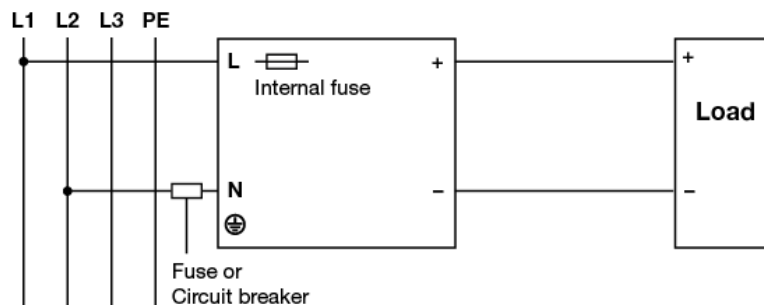 L1 L2 L3 PE
L
Internal fuse
+
+
Load
N
−
−
Fuse or
Circuit breaker